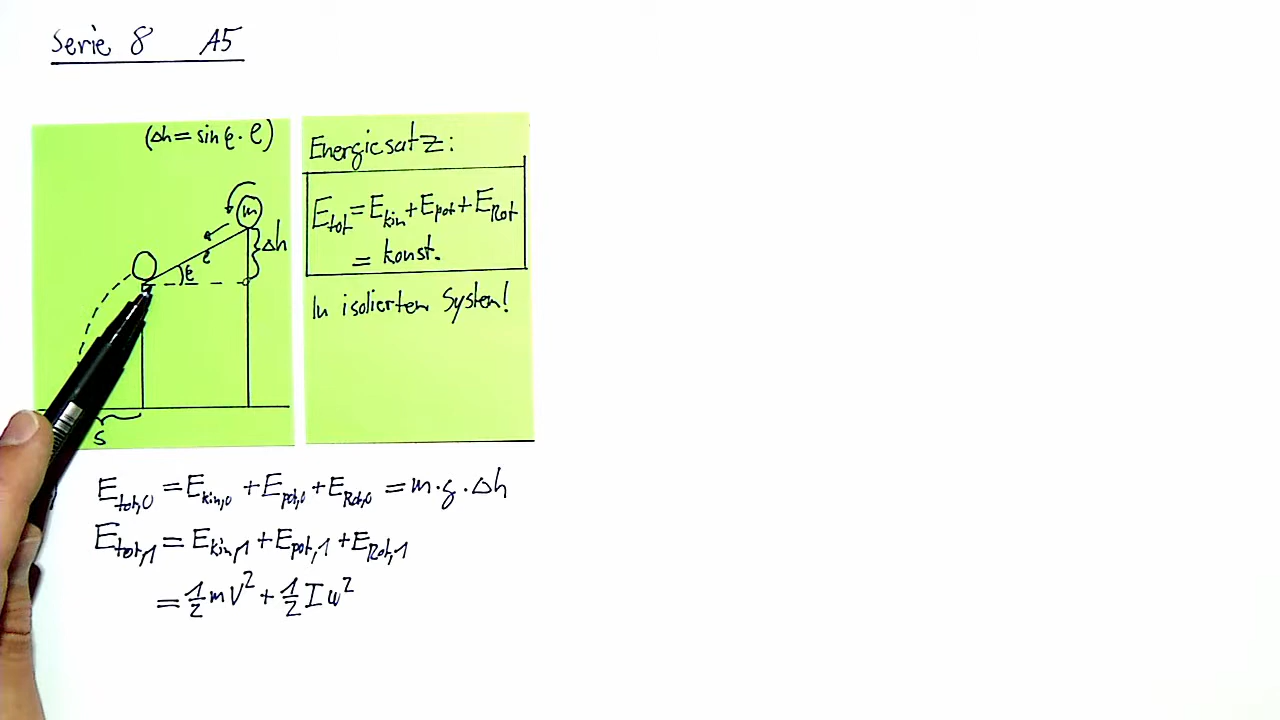 Serie 8 A5
(Δh = sin φ · l)
m
Δh
l
φ
s
Energiesatz:
E_tot = E_kin + E_pot + E_Rot
= konst.
In isoliertem System!
E_tot,0 = E_kin,0 + E_pot,0 + E_Rot,0 = m · g · Δh
E_tot,1 = E_kin,1 + E_pot,1 + E_Rot,1
= 1/2 m V² + 1/2 I ω²